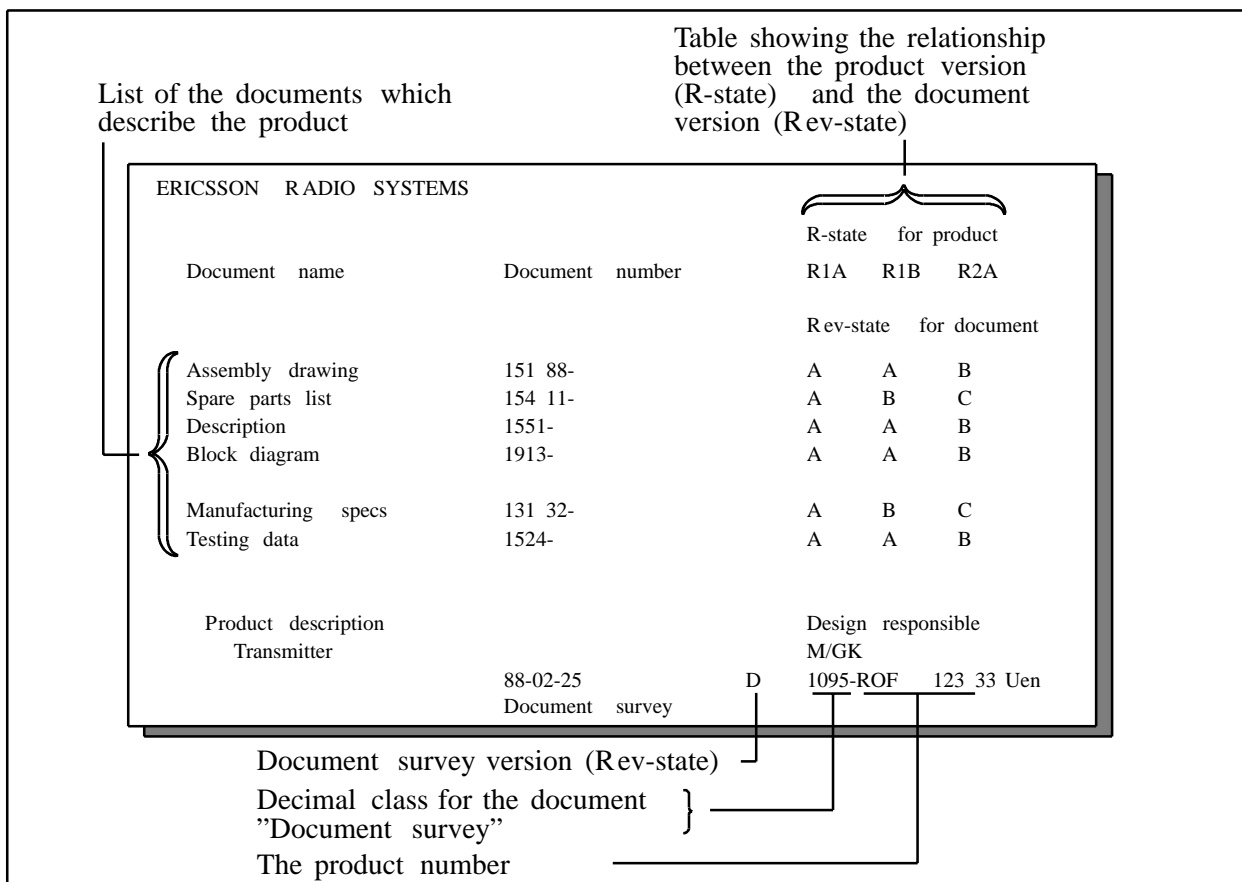 Table showing the relationship
between the product version
(R-state) and the document
version (Rev-state)
List of the documents which
describe the product
ERICSSON RADIO SYSTEMS
R-state for product
Document name Document number R1A R1B R2A
Rev-state for document
Assembly drawing 151 88- A A B
Spare parts list 154 11- A B C
Description 1551- A A B
Block diagram 1913- A A B
Manufacturing specs 131 32- A B C
Testing data 1524- A A B
Product description Design responsible
Transmitter M/GK
88-02-25 D 1095-ROF 123 33 Uen
Document survey
Document survey version (Rev-state)
Decimal class for the document
”Document survey”
The product number